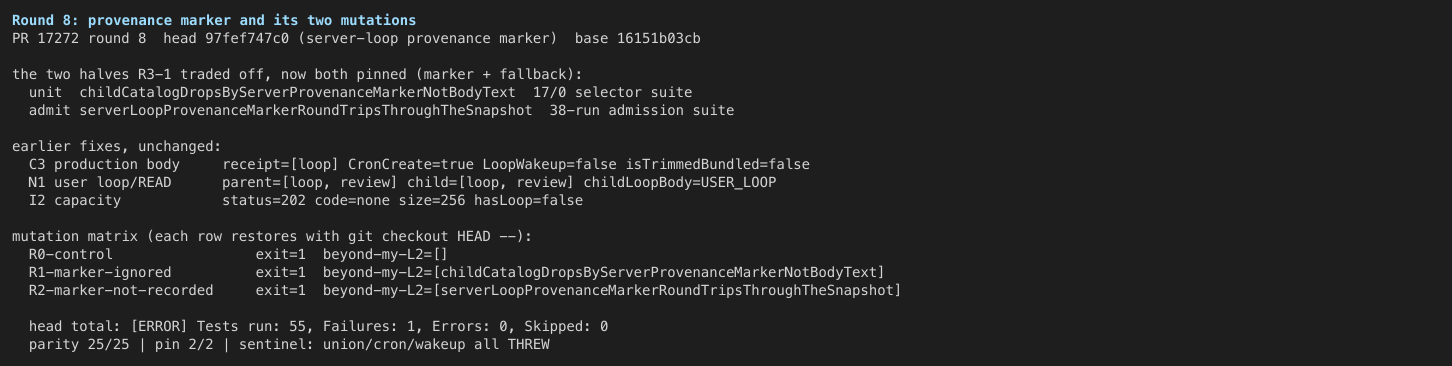 Round 8: provenance marker and its two mutations
PR 17272 round 8  head 97fef747c0 (server-loop provenance marker)  base 16151b03cb
the two halves R3-1 traded off, now both pinned (marker + fallback):
unit  childCatalogDropsByServerProvenanceMarkerNotBodyText  17/0 selector suite
admit serverLoopProvenanceMarkerRoundTripsThroughTheSnapshot  38-run admission suite
earlier fixes, unchanged:
C3 production body     receipt=[loop] CronCreate=true LoopWakeup=false isTrimmedBundled=false
N1 user loop/READ      parent=[loop, review] child=[loop, review] childLoopBody=USER_LOOP
I2 capacity            status=202 code=none size=256 hasLoop=false
mutation matrix (each row restores with git checkout HEAD --):
R0-control                 exit=1  beyond-my-L2=[]
R1-marker-ignored          exit=1  beyond-my-L2=[childCatalogDropsByServerProvenanceMarkerNotBodyText]
R2-marker-not-recorded     exit=1  beyond-my-L2=[serverLoopProvenanceMarkerRoundTripsThroughTheSnapshot]
head total: [ERROR] Tests run: 55, Failures: 1, Errors: 0, Skipped: 0
parity 25/25 | pin 2/2 | sentinel: union/cron/wakeup all THREW